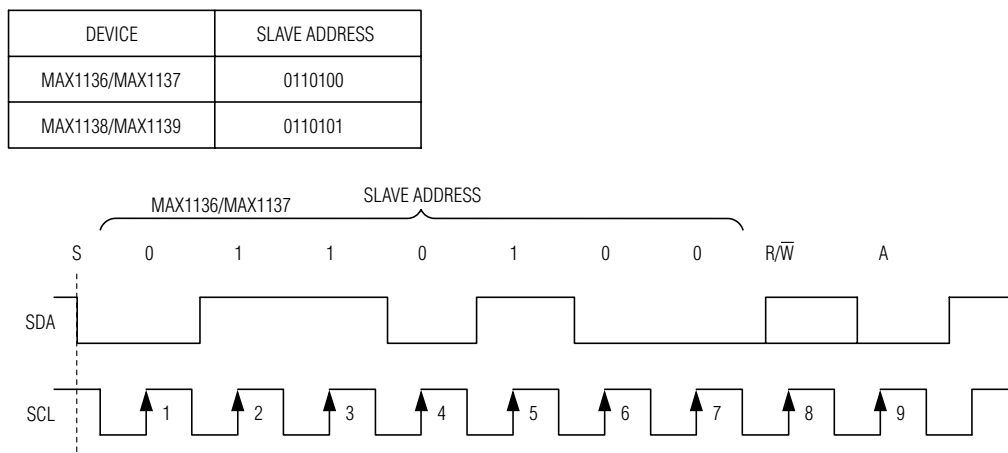 DEVICE SLAVE ADDRESS
MAX1136/MAX1137 0110100
MAX1138/MAX1139 0110101
MAX1136/MAX1137 SLAVE ADDRESS
S 0 1 1 0 1 0 0 R/W̅ A
SDA
SCL 1 2 3 4 5 6 7 8 9